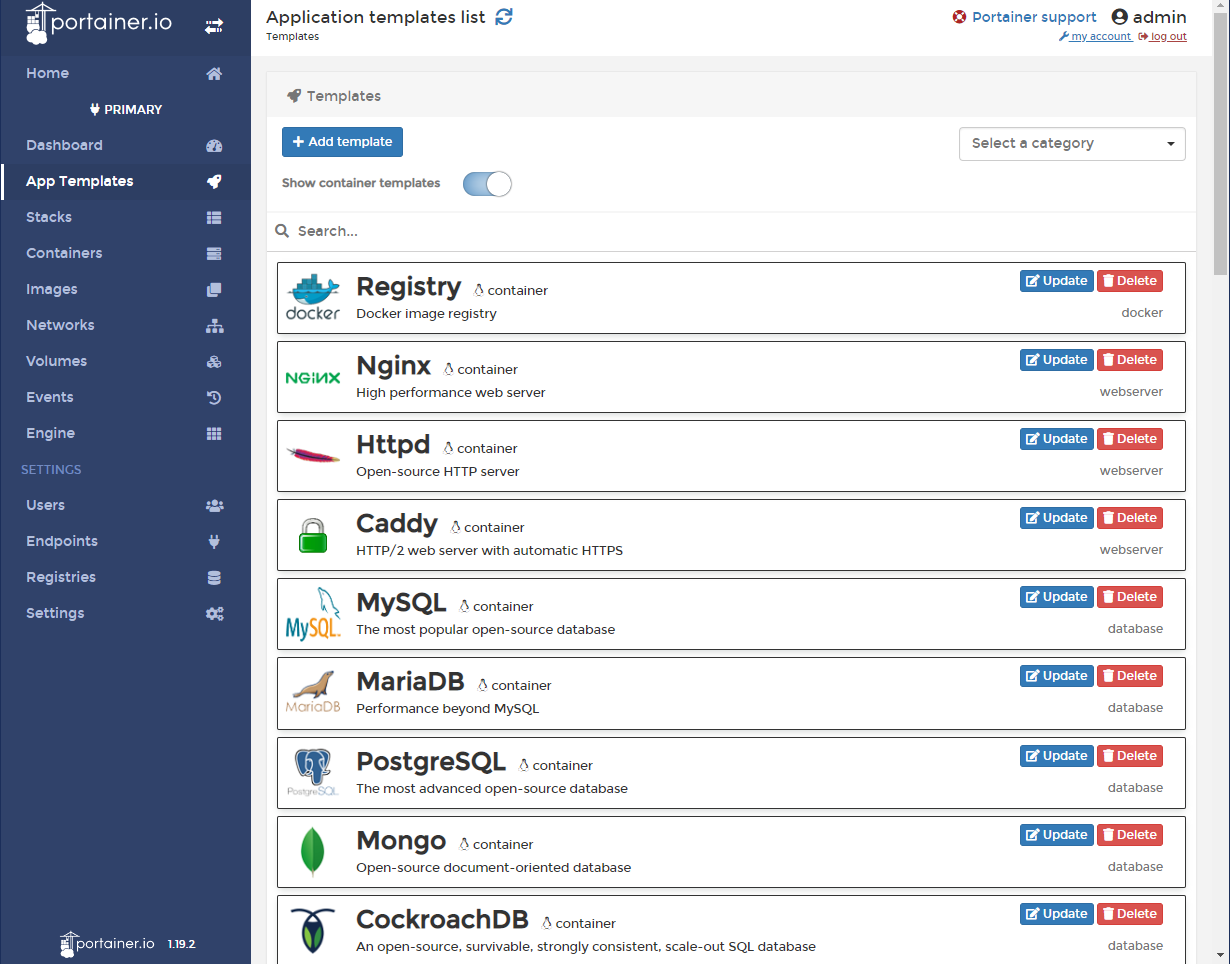 portainer.io
Application templates list
Templates
Portainer support admin
my account log out
Home
PRIMARY
Dashboard
App Templates
Stacks
Containers
Images
Networks
Volumes
Events
Engine
SETTINGS
Users
Endpoints
Registries
Settings
portainer.io 1.19.2
Templates
Add template
Select a category
Show container templates
Search...
docker
Registry container
Docker image registry
Update Delete
docker
NGINX
Nginx container
High performance web server
Update Delete
webserver
Httpd container
Open-source HTTP server
Update Delete
webserver
Caddy container
HTTP/2 web server with automatic HTTPS
Update Delete
webserver
MySQL
MySQL container
The most popular open-source database
Update Delete
database
MariaDB
MariaDB container
Performance beyond MySQL
Update Delete
database
PostgreSQL
PostgreSQL container
The most advanced open-source database
Update Delete
database
Mongo container
Open-source document-oriented database
Update Delete
database
CockroachDB container
An open-source, survivable, strongly consistent, scale-out SQL database
Update Delete
database